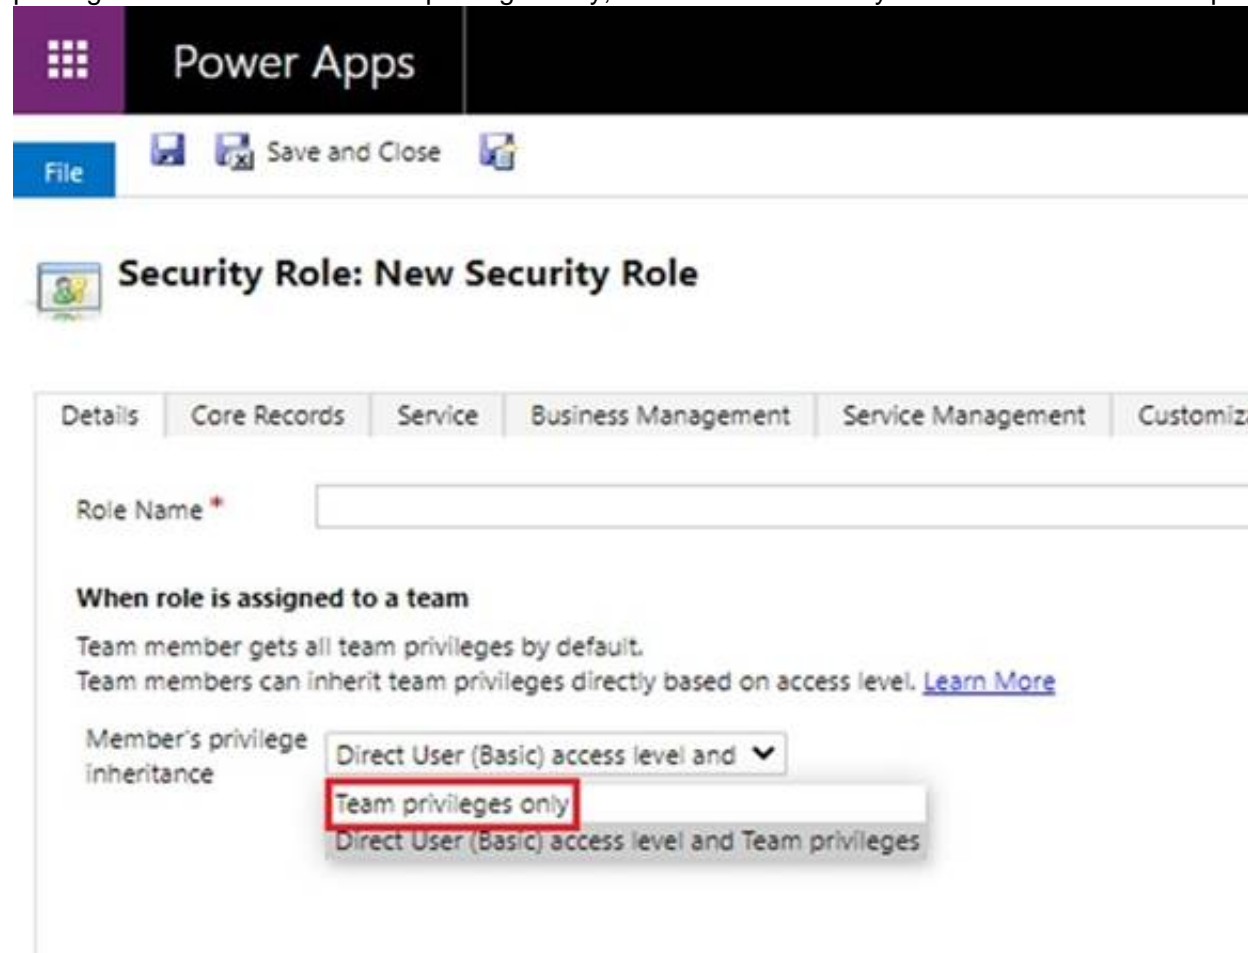 Power Apps
File
Save and Close
Security Role: New Security Role
Details Core Records Service Business Management Service Management Customiza
Role Name *
When role is assigned to a team
Team member gets all team privileges by default.
Team members can inherit team privileges directly based on access level. Learn More
Member's privilege
inheritance
Direct User (Basic) access level and
Team privileges only
Direct User (Basic) access level and Team privileges